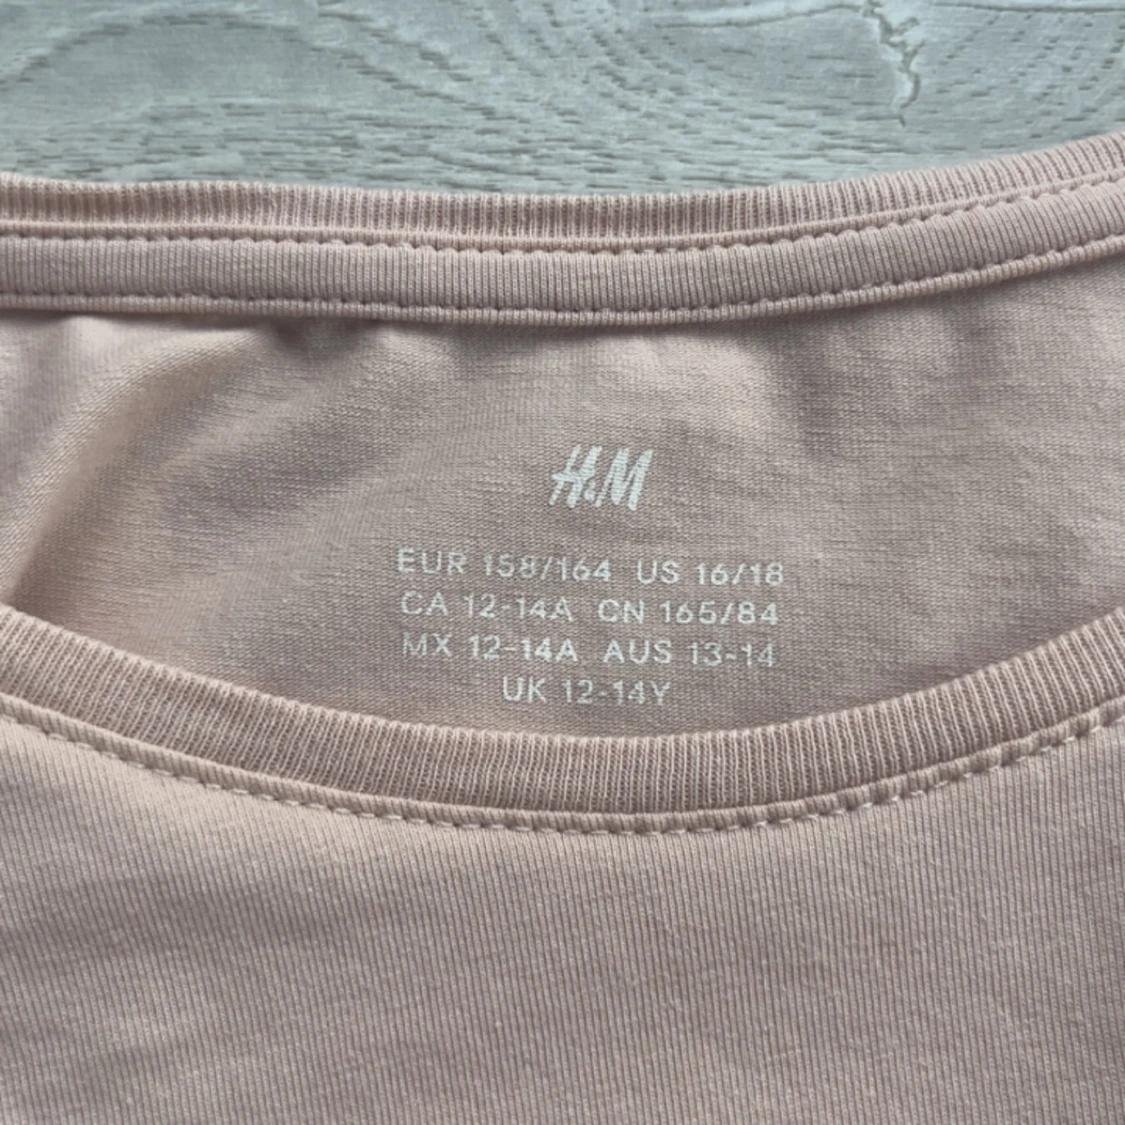 H&M
EUR 158/164 US 16/18
CA 12-14A CN 165/84
MX 12-14A AUS 13-14
UK 12-14Y